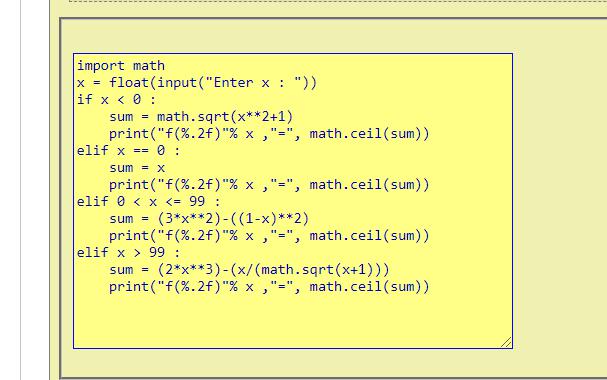 import math
x = float(input("Enter x : "))
if x < 0 :
    sum = math.sqrt(x**2+1)
    print("f(%.2f)"% x ,"=", math.ceil(sum))
elif x == 0 :
    sum = x
    print("f(%.2f)"% x ,"=", math.ceil(sum))
elif 0 < x <= 99 :
    sum = (3*x**2)-((1-x)**2)
    print("f(%.2f)"% x ,"=", math.ceil(sum))
elif x > 99 :
    sum = (2*x**3)-(x/(math.sqrt(x+1)))
    print("f(%.2f)"% x ,"=", math.ceil(sum))